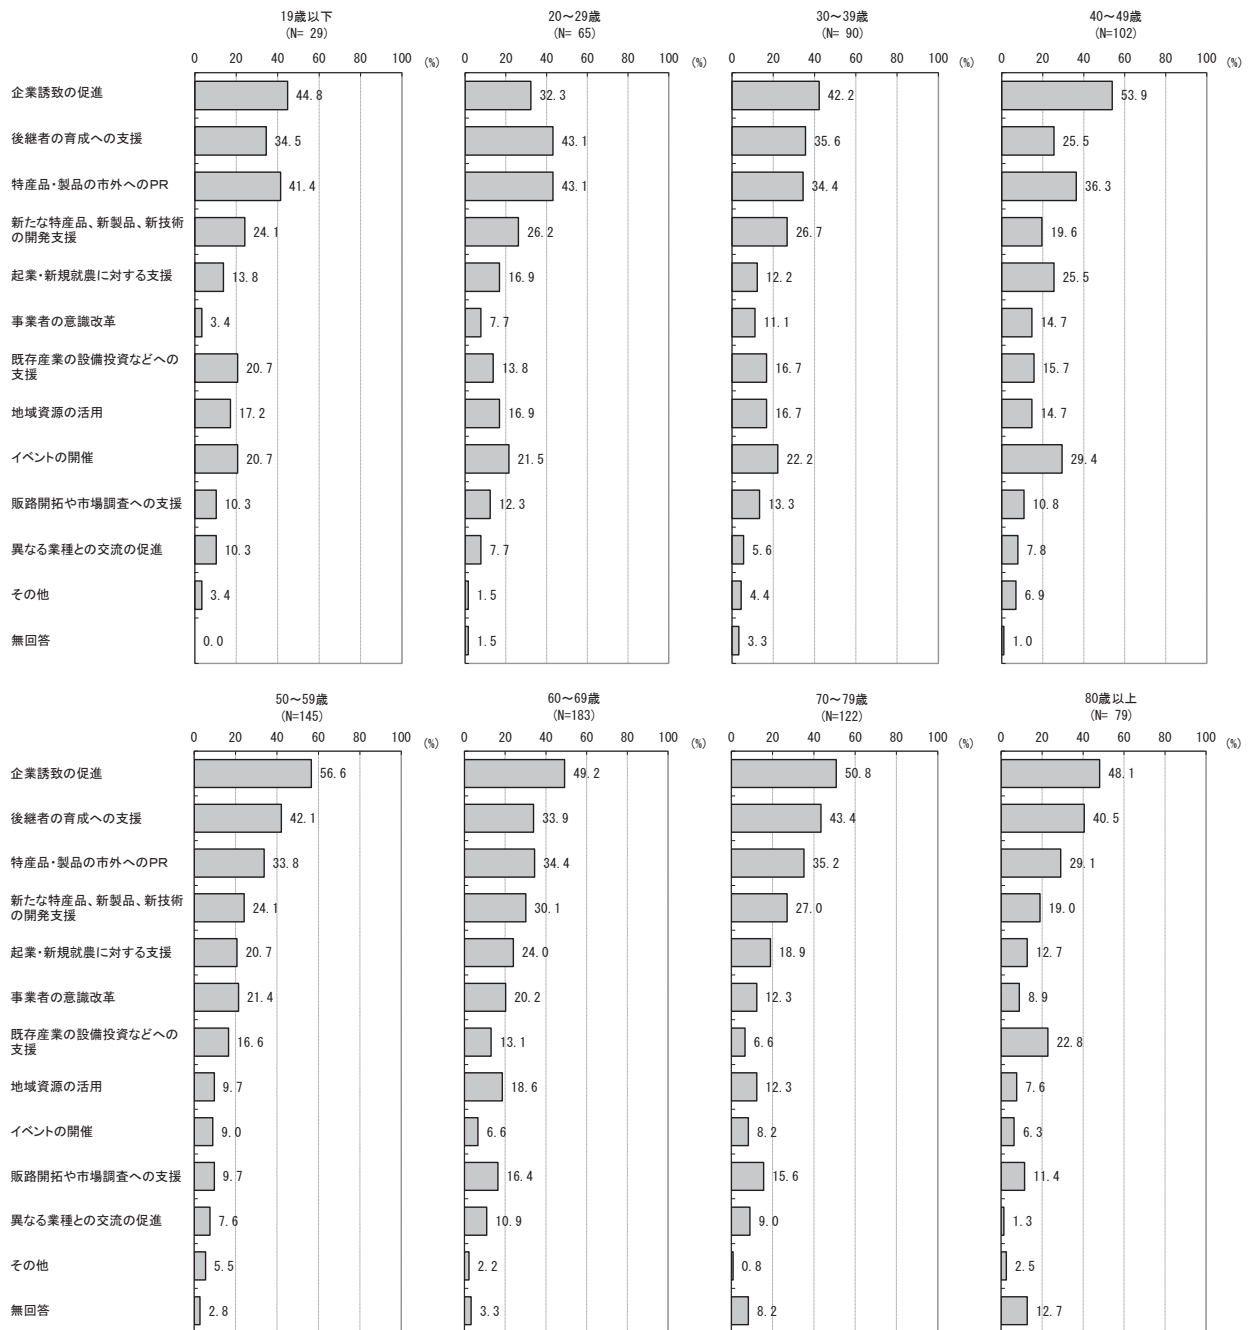 19歳以下 20～29歳 30～39歳 40～49歳
(N= 29) (N= 65) (N= 90) (N=102)
0 20 40 60 80 100 (%) 0 20 40 60 80 100 (%) 0 20 40 60 80 100 (%) 0 20 40 60 80 100 (%)
企業誘致の促進 44.8 32.3 42.2 53.9
後継者の育成への支援 34.5 43.1 35.6 25.5
特産品・製品の市外へのPR 41.4 43.1 34.4 36.3
新たな特産品、新製品、新技術
の開発支援 24.1 26.2 26.7 19.6
起業・新規就農に対する支援 13.8 16.9 12.2 25.5
事業者の意識改革 3.4 7.7 11.1 14.7
既存産業の設備投資などへの
支援 20.7 13.8 16.7 15.7
地域資源の活用 17.2 16.9 16.7 14.7
イベントの開催 20.7 21.5 22.2 29.4
販路開拓や市場調査への支援 10.3 12.3 13.3 10.8
異なる業種との交流の促進 10.3 7.7 5.6 7.8
その他 3.4 1.5 4.4 6.9
無回答 0.0 1.5 3.3 1.0
50～59歳 60～69歳 70～79歳 80歳以上
(N=145) (N=183) (N=122) (N= 79)
0 20 40 60 80 100 (%) 0 20 40 60 80 100 (%) 0 20 40 60 80 100 (%) 0 20 40 60 80 100 (%)
企業誘致の促進 56.6 49.2 50.8 48.1
後継者の育成への支援 42.1 33.9 43.4 40.5
特産品・製品の市外へのPR 33.8 34.4 35.2 29.1
新たな特産品、新製品、新技術
の開発支援 24.1 30.1 27.0 19.0
起業・新規就農に対する支援 20.7 24.0 18.9 12.7
事業者の意識改革 21.4 20.2 12.3 8.9
既存産業の設備投資などへの
支援 16.6 13.1 6.6 22.8
地域資源の活用 9.7 18.6 12.3 7.6
イベントの開催 9.0 6.6 8.2 6.3
販路開拓や市場調査への支援 9.7 16.4 15.6 11.4
異なる業種との交流の促進 7.6 10.9 9.0 1.3
その他 5.5 2.2 0.8 2.5
無回答 2.8 3.3 8.2 12.7